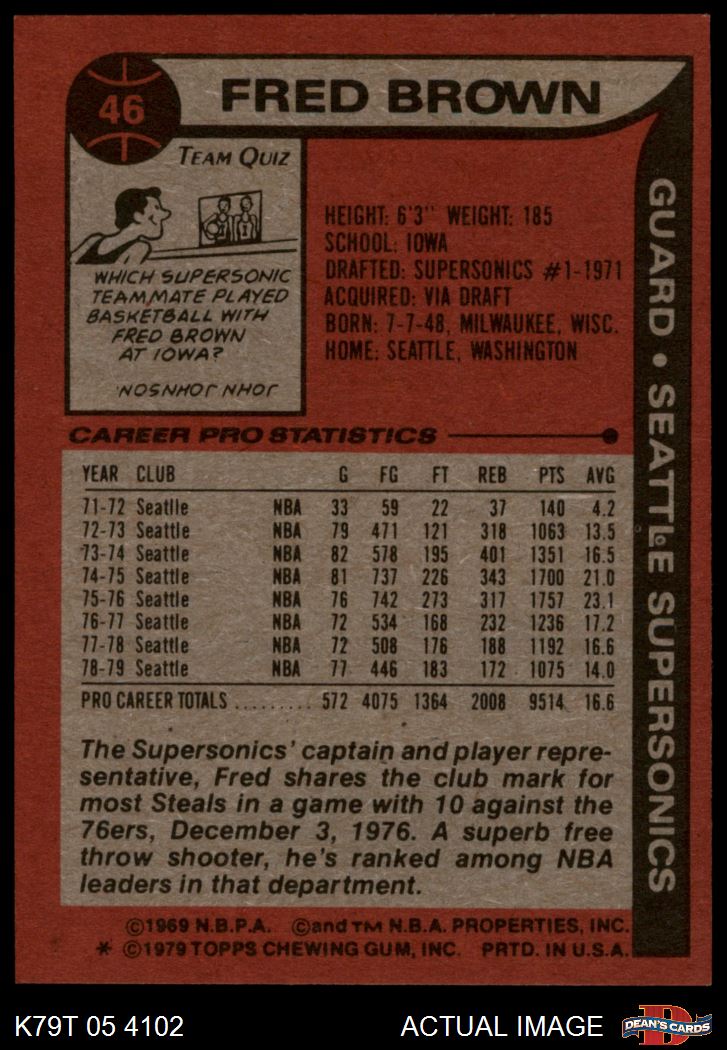 46
FRED BROWN
GUARD • SEATTLE SUPERSONICS
TEAM QUIZ
WHICH SUPERSONIC
TEAMMATE PLAYED
BASKETBALL WITH
FRED BROWN
AT IOWA?
JOHN JOHNSON
HEIGHT: 6'3" WEIGHT: 185
SCHOOL: IOWA
DRAFTED: SUPERSONICS #1-1971
ACQUIRED: VIA DRAFT
BORN: 7-7-48, MILWAUKEE, WISC.
HOME: SEATTLE, WASHINGTON
CAREER PRO STATISTICS
YEAR CLUB G FG FT REB PTS AVG
71-72 Seattle NBA 33 59 22 37 140 4.2
72-73 Seattle NBA 79 471 121 318 1063 13.5
73-74 Seattle NBA 82 578 195 401 1351 16.5
74-75 Seattle NBA 81 737 226 343 1700 21.0
75-76 Seattle NBA 76 742 273 317 1757 23.1
76-77 Seattle NBA 72 534 168 232 1236 17.2
77-78 Seattle NBA 72 508 176 188 1192 16.6
78-79 Seattle NBA 77 446 183 172 1075 14.0
PRO CAREER TOTALS ......... 572 4075 1364 2008 9514 16.6
The Supersonics' captain and player repre-
sentative, Fred shares the club mark for
most Steals in a game with 10 against the
76ers, December 3, 1976. A superb free
throw shooter, he's ranked among NBA
leaders in that department.
©1969 N.B.P.A. ©and TM N.B.A. PROPERTIES, INC.
* ©1979 TOPPS CHEWING GUM, INC. PRTD. IN U.S.A.
K79T 05 4102
ACTUAL IMAGE
D
DEAN'S CARDS